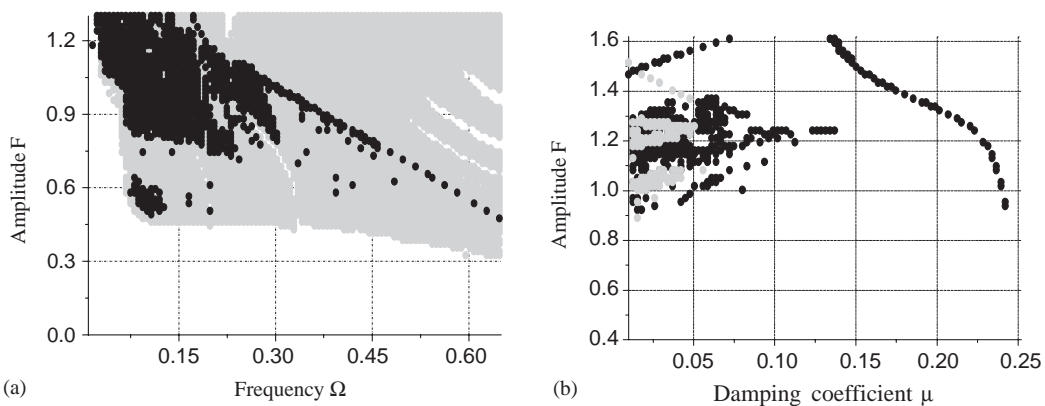 Amplitude F
1.2
0.9
0.6
0.3
0.0
0.15 0.30 0.45 0.60
(a) Frequency Ω
Amplitude F
1.6
1.4
1.2
1.0
0.8
0.6
0.4
0.05 0.10 0.15 0.20 0.25
(b) Damping coefficient μ